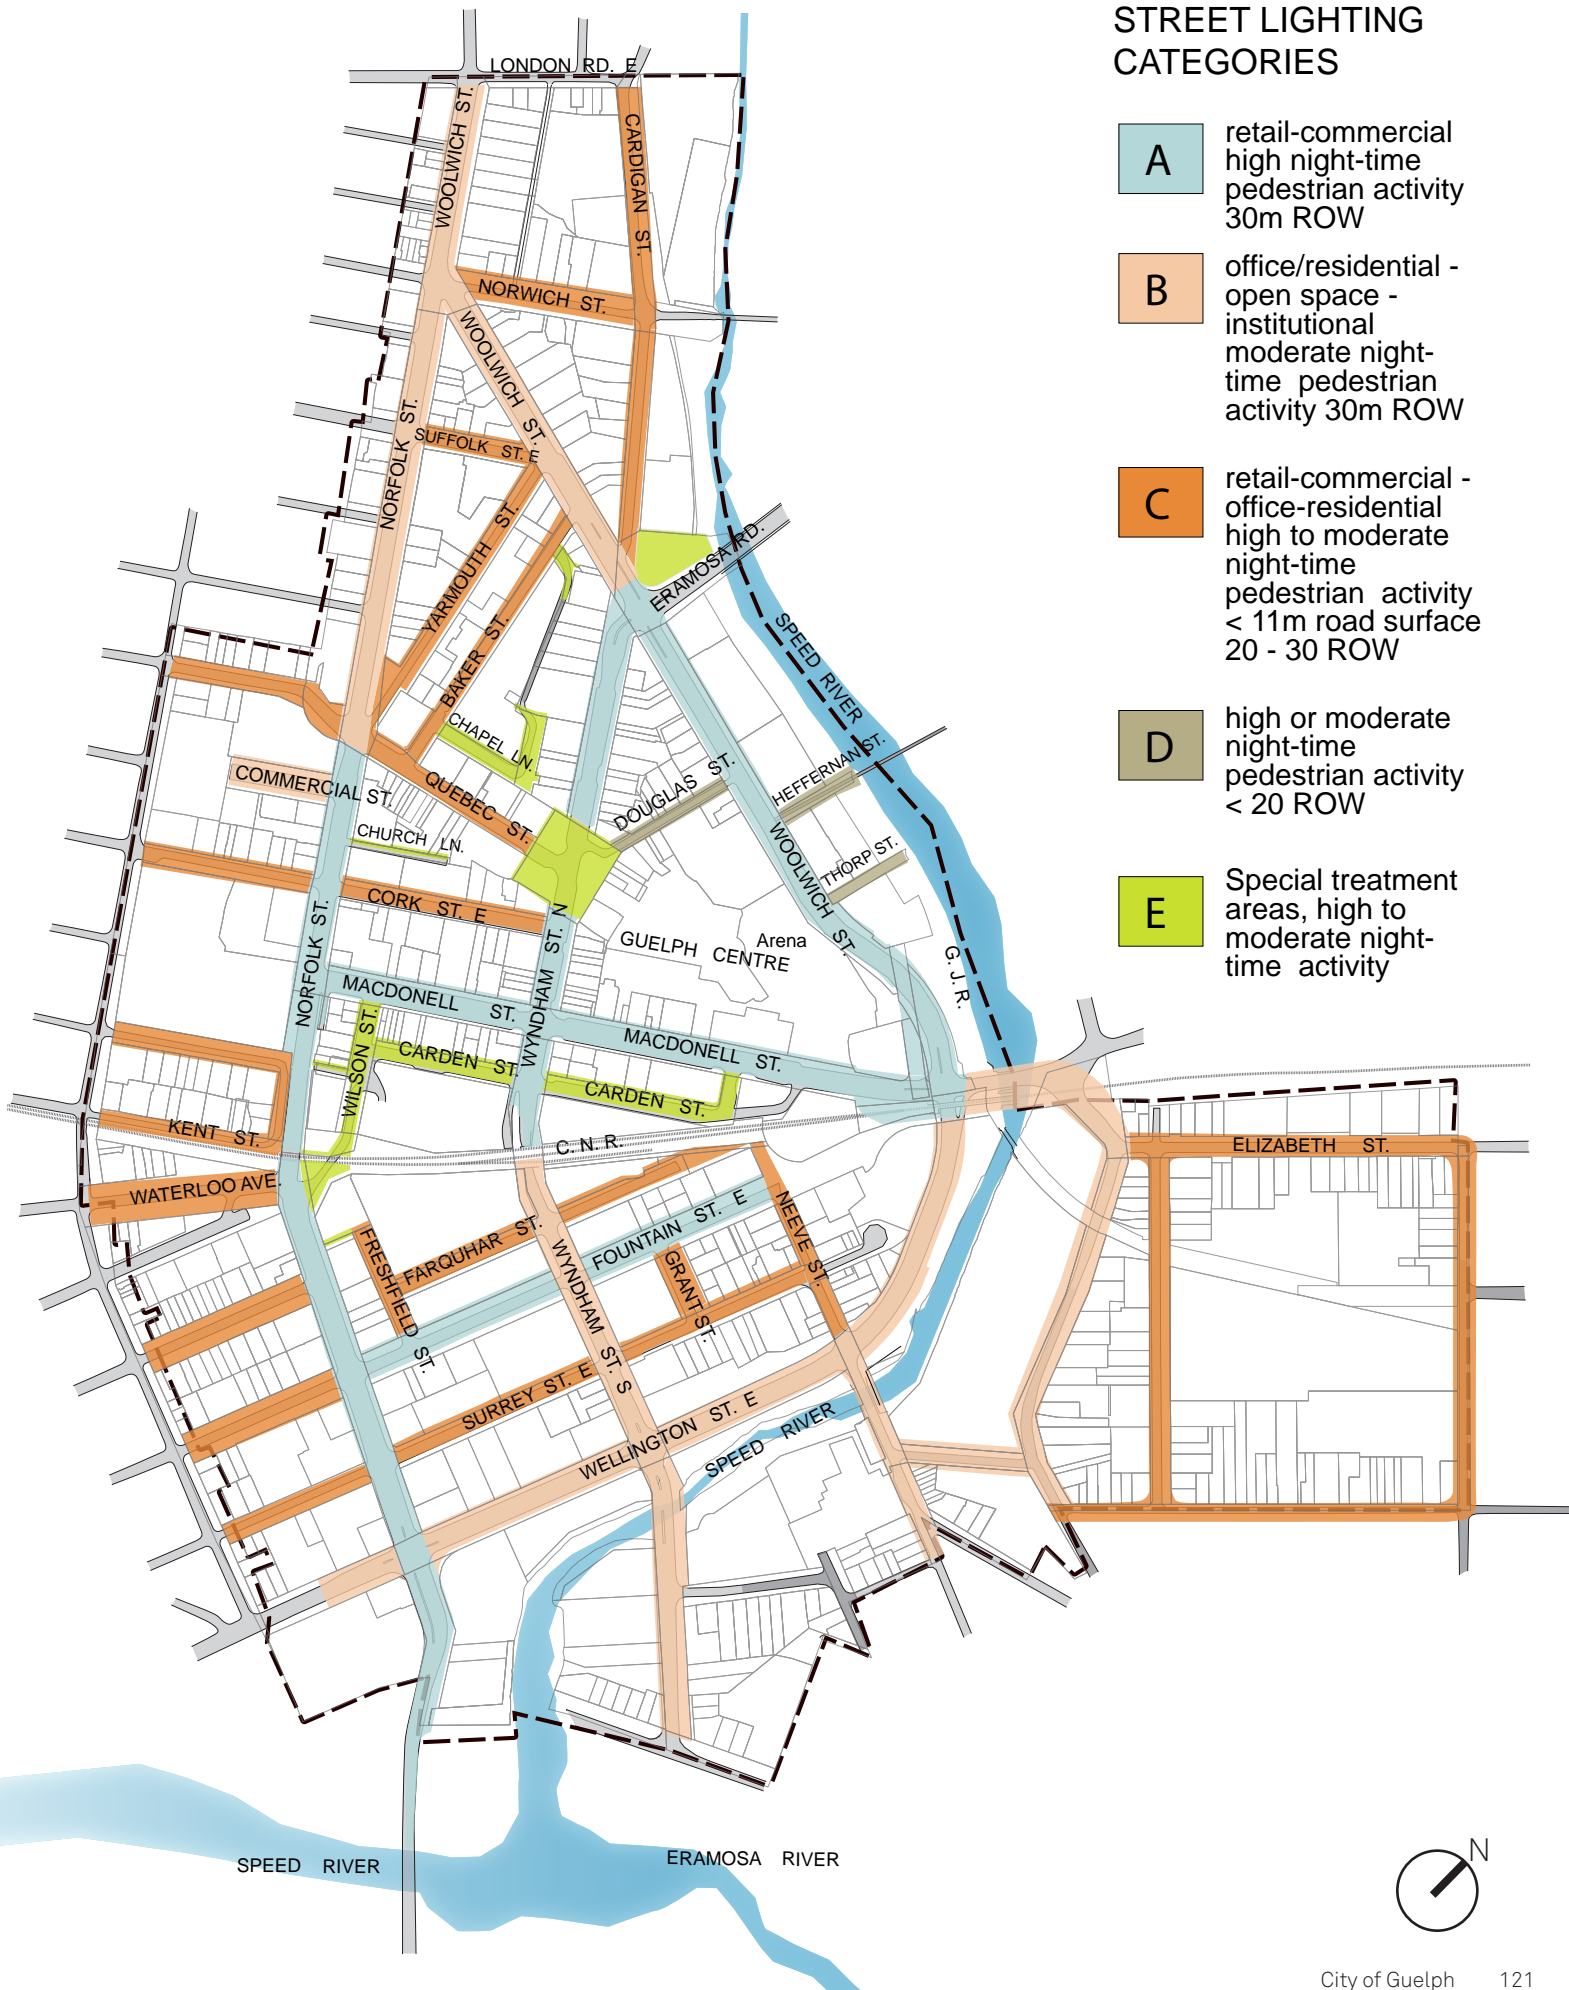 STREET LIGHTING
CATEGORIES
A
retail-commercial
high night-time
pedestrian activity
30m ROW
B
office/residential -
open space -
institutional
moderate night-
time pedestrian
activity 30m ROW
C
retail-commercial -
office-residential
high to moderate
night-time
pedestrian activity
< 11m road surface
20 - 30 ROW
D
high or moderate
night-time
pedestrian activity
< 20 ROW
E
Special treatment
areas, high to
moderate night-
time activity
LONDON RD. E
WOOLWICH ST.
CARDIGAN ST.
NORWICH ST.
WOOLWICH ST.
NORFOLK ST.
SUFFOLK ST. E
YARMOUTH ST.
BAKER ST.
ERAMOSA RD.
SPEED RIVER
CHAPEL LN.
COMMERCIAL ST.
QUEBEC ST.
DOUGLAS ST.
HEFFERNAN ST.
CHURCH LN.
THORP ST.
WOOLWICH ST.
CORK ST. E
NORFOLK ST.
WYNDHAM ST. N
GUELPH CENTRE
Arena
G. J. R.
MACDONELL ST.
MACDONELL ST.
WILSON ST.
CARDEN ST.
CARDEN ST.
KENT ST.
C. N. R.
ELIZABETH ST.
WATERLOO AVE.
FARQUHAR ST.
FOUNTAIN ST. E
NEEVE ST.
FRESHFIELD ST.
GRANT ST.
WYNDHAM ST. S
SURREY ST. E
WELLINGTON ST. E
SPEED RIVER
SPEED RIVER
ERAMOSA RIVER
N
City of Guelph 121